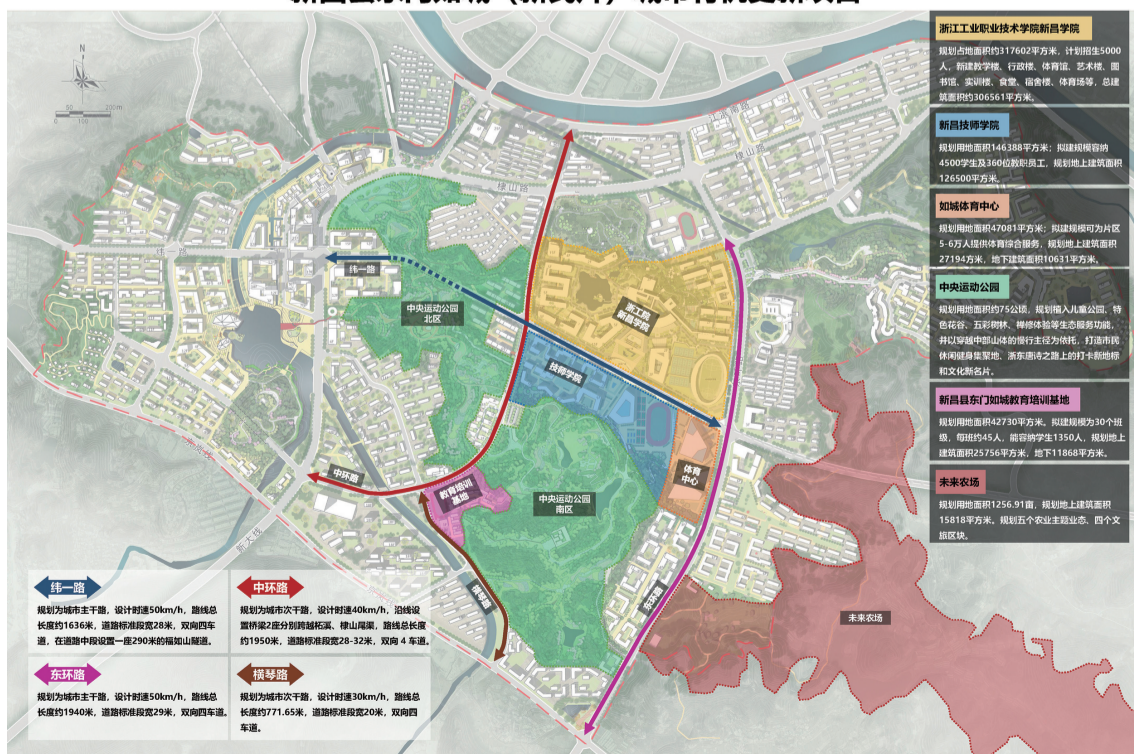 浙江工业职业技术学院新昌学院
规划占地面积约317602平方米，计划招生5000
人，新建教学楼、行政楼、体育馆、艺术楼、图
书馆、实训楼、食堂、宿舍楼、体育场等，总建
筑面积约306561平方米。
新昌技师学院
规划用地面积146388平方米；拟建规模容纳
4500学生及360位教职员工，规划地上建筑面积
126500平方米。
如城体育中心
规划用地面积47081平方米；拟建规模可为片区
5-6万人提供体育综合服务，规划地上建筑面积
27194方米，地下建筑面积10631平方米。
中央运动公园
规划用地面积约75公顷，规划植入儿童公园、特
色花谷、五彩树林、禅修体验等生态服务功能，
并以穿越中部山体的慢行主径为依托，打造市民
休闲健身集聚地、浙东唐诗之路上的打卡新地标
和文化新名片。
新昌县东门如城教育培训基地
规划用地面积42730平方米。拟建规模为30个班
级，每班约45人，能容纳学生1350人，规划地上
建筑面积25756平方米，地下11868平方米。
未来农场
规划用地面积1256.91亩，规划地上建筑面积
15818平方米。规划五个农业主题业态、四个文
旅区块。
N
50
200m
0
100
江滨南路
棣山路
棣山路
纬一路
中央运动公园
北区
浙工院
新昌学院
技师学院
体育
中心
中环路
教育培训
基地
中央运动公园
南区
新大线
横琴路
东环路
未来农场
纬一路
规划为城市主干路，设计时速50km/h，路线总
长度约1636米，道路标准段宽28米，双向四车
道，在道路中段设置一座290米的福如山隧道。
中环路
规划为城市次干路，设计时速40km/h，沿线设
置桥梁2座分别跨越柘溪、棣山尾渠，路线总长度
约1950米，道路标准段宽28-32米，双向 4 车道。
东环路
规划为城市主干路，设计时速50km/h，路线总
长度约1940米，道路标准段宽29米，双向四车道。
横琴路
规划为城市次干路，设计时速30km/h，路线总
长度约771.65米，道路标准段宽20米，双向四
车道。